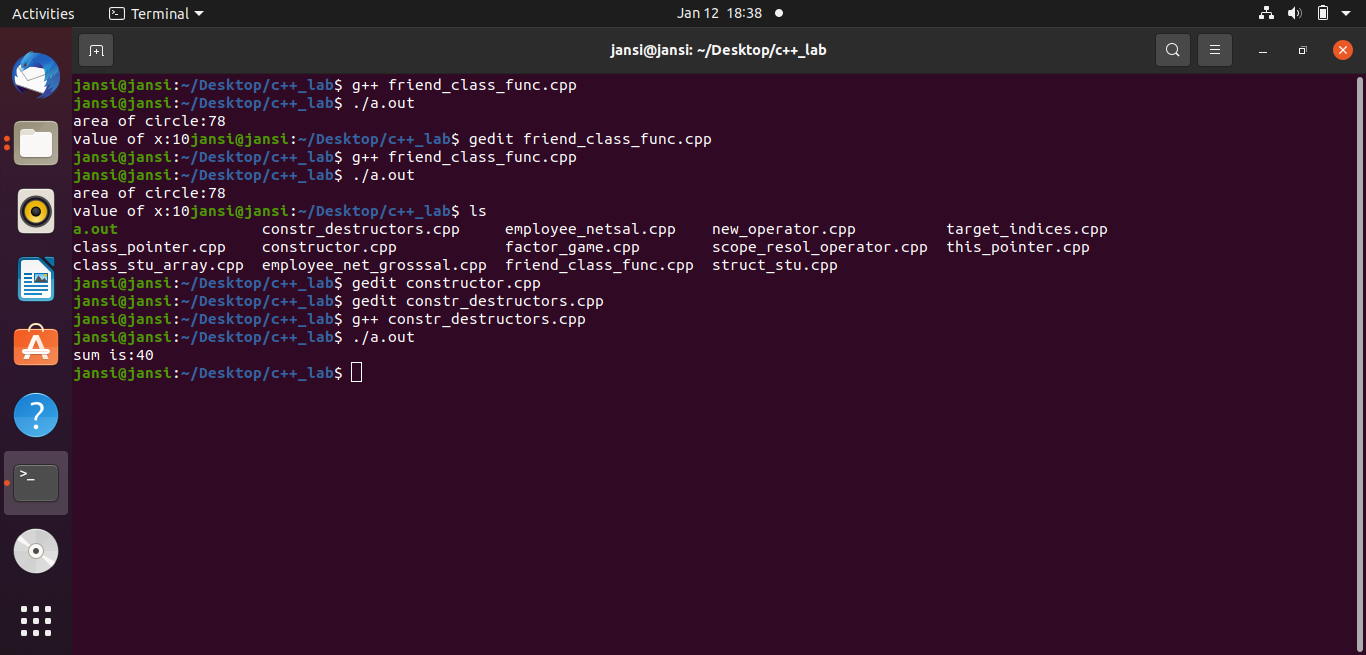 Activities Terminal Jan 12 18:38
jansi@jansi: ~/Desktop/c++_lab
jansi@jansi:~/Desktop/c++_lab$ g++ friend_class_func.cpp
jansi@jansi:~/Desktop/c++_lab$ ./a.out
area of circle:78
value of x:10jansi@jansi:~/Desktop/c++_lab$ gedit friend_class_func.cpp
jansi@jansi:~/Desktop/c++_lab$ g++ friend_class_func.cpp
jansi@jansi:~/Desktop/c++_lab$ ./a.out
area of circle:78
value of x:10jansi@jansi:~/Desktop/c++_lab$ ls
a.out constr_destructors.cpp employee_netsal.cpp new_operator.cpp target_indices.cpp
class_pointer.cpp constructor.cpp factor_game.cpp scope_resol_operator.cpp this_pointer.cpp
class_stu_array.cpp employee_net_grosssal.cpp friend_class_func.cpp struct_stu.cpp
jansi@jansi:~/Desktop/c++_lab$ gedit constructor.cpp
jansi@jansi:~/Desktop/c++_lab$ gedit constr_destructors.cpp
jansi@jansi:~/Desktop/c++_lab$ g++ constr_destructors.cpp
jansi@jansi:~/Desktop/c++_lab$ ./a.out
sum is:40
jansi@jansi:~/Desktop/c++_lab$